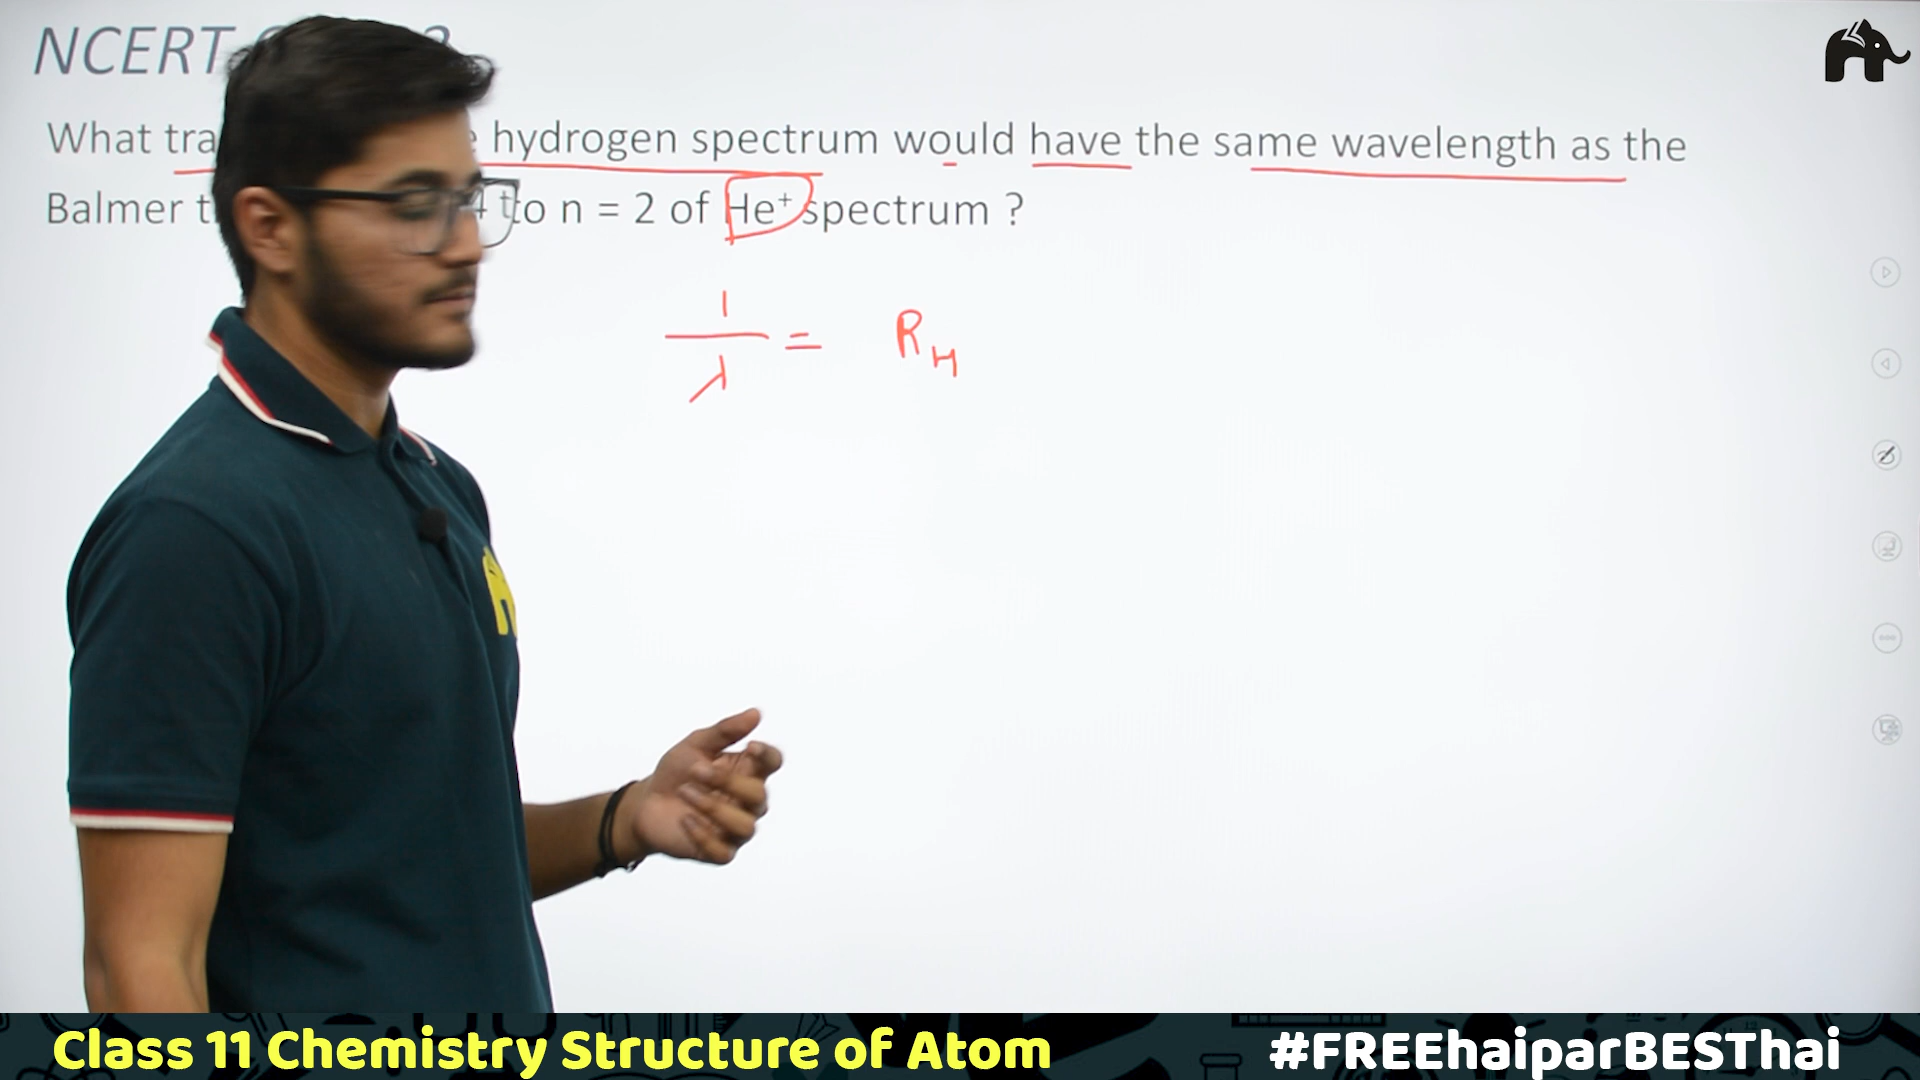 NCERT
What tra hydrogen spectrum would have the same wavelength as the
Balmer t 4 to n = 2 of He⁺ spectrum ?
1
— =
λ
R_H
Class 11 Chemistry Structure of Atom
#FREEhaiparBESThai